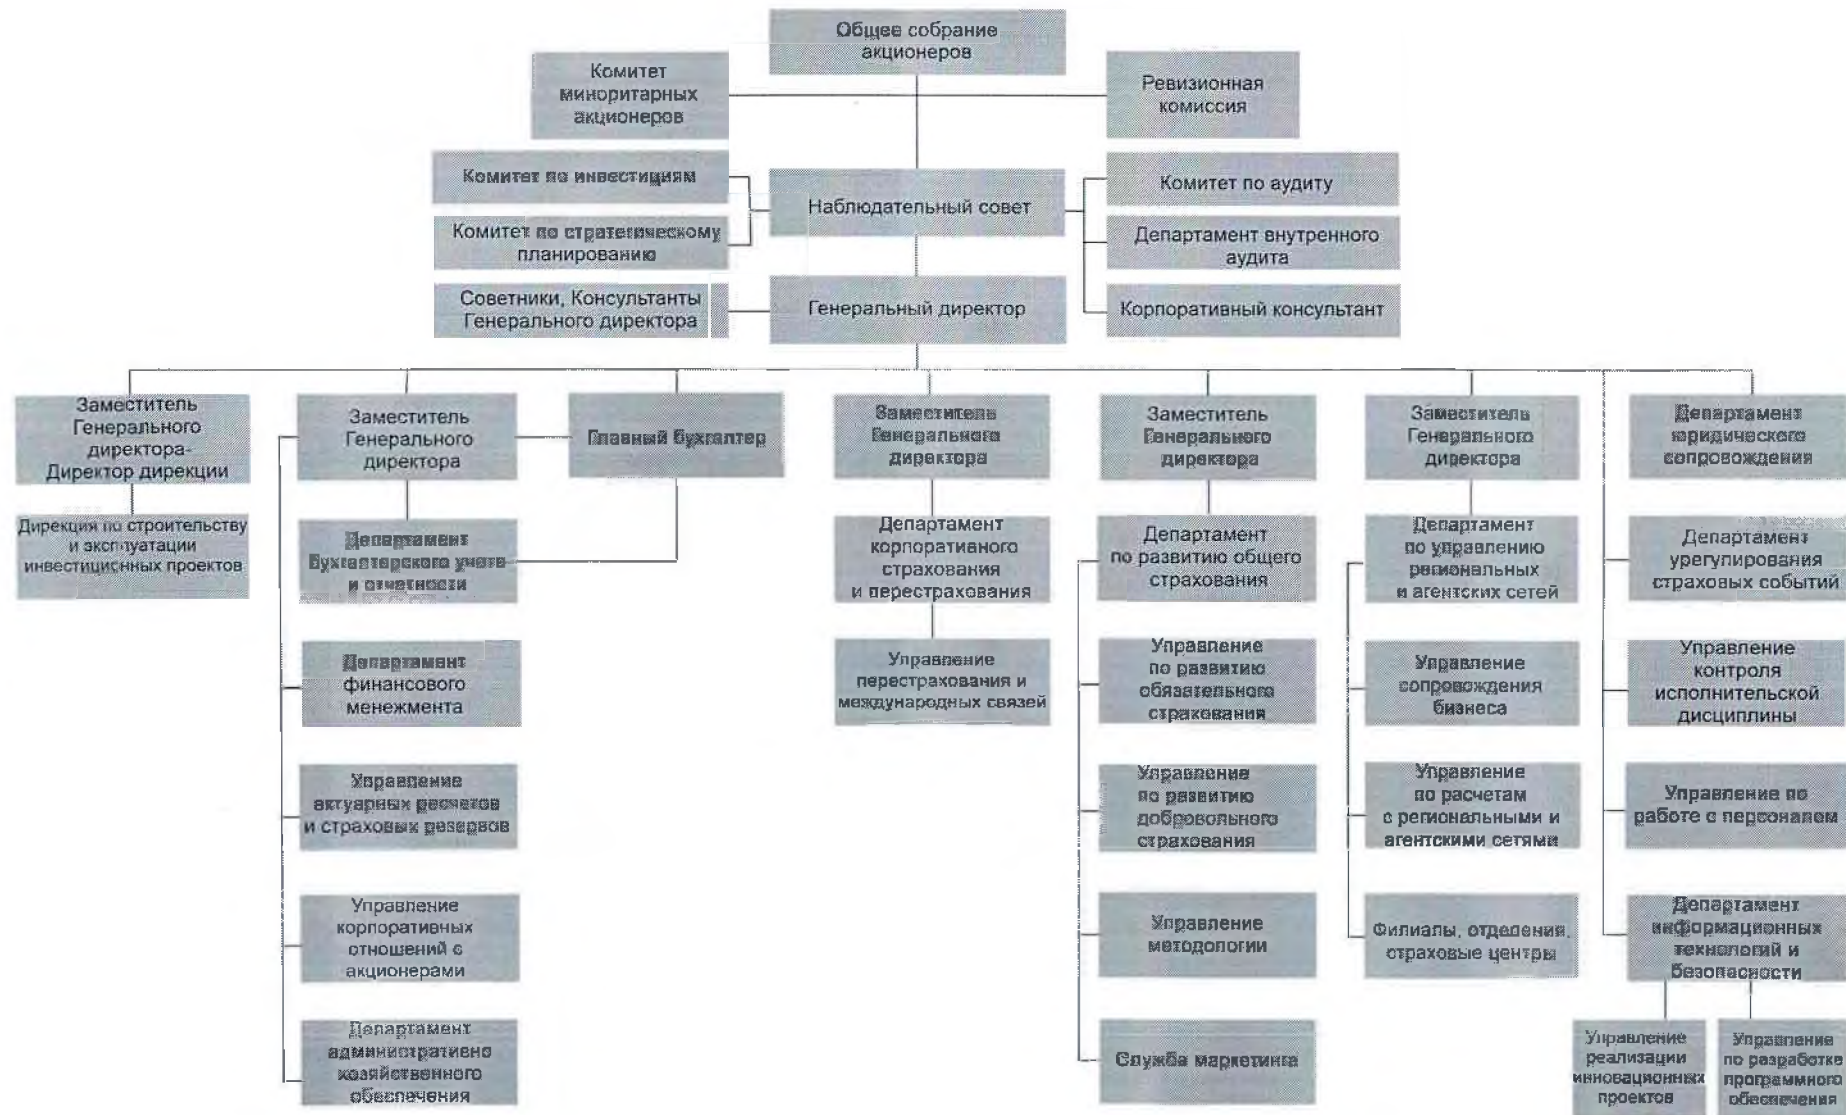 Общее собрание
акционеров
Комитет
миноритарных
акционеров
Ревизионная
комиссия
Комитет по инвестициям
Наблюдательный совет
Комитет по аудиту
Комитет по стратегическому
планированию
Департамент внутренного
аудита
Советники, Консультанты
Генерального директора
Генеральный директор
Корпоративный консультант
Заместитель
Генерального
директора-
Директор дирекции
Заместитель
Генерального
директора
Главный бухгалтер
Заместитель
Генерального
директора
Заместитель
Генерального
директора
Заместитель
Генерального
директора
Департамент
юридического
сопровождения
Дирекция по строительству
и эксплуатации
инвестиционных проектов
Департамент
Бухгалтерского учета
и отчетности
Департамент
корпоративного
страхования
и перестрахования
Департамент
по развитию общего
страхования
Департамент
по управлению
региональных
и агентских сетей
Департамент
урегулирования
страховых событий
Департамент
финансового
менежмента
Управление
перестрахования и
международных связей
Управление
по развитию
обязательного
страхования
Управление
сопровождения
бизнеса
Управление
контроля
исполнительской
дисциплины
Управление
актуарных расчетов
и страховых резервов
Управление
по развитию
добровольного
страхования
Управление
по расчетам
с региональными и
агентскими сетями
Управление по
работе с персоналом
Управление
корпоративных
отношений с
акционерами
Управление
методологии
Филиалы, отделения,
страховые центры
Департамент
информационных
технологий и
безопасности
Департамент
административно
хозяйственного
обеспечения
Служба маркетинга
Управление
реализации
инновационных
проектов
Управление
по разработке
программного
обеспечения